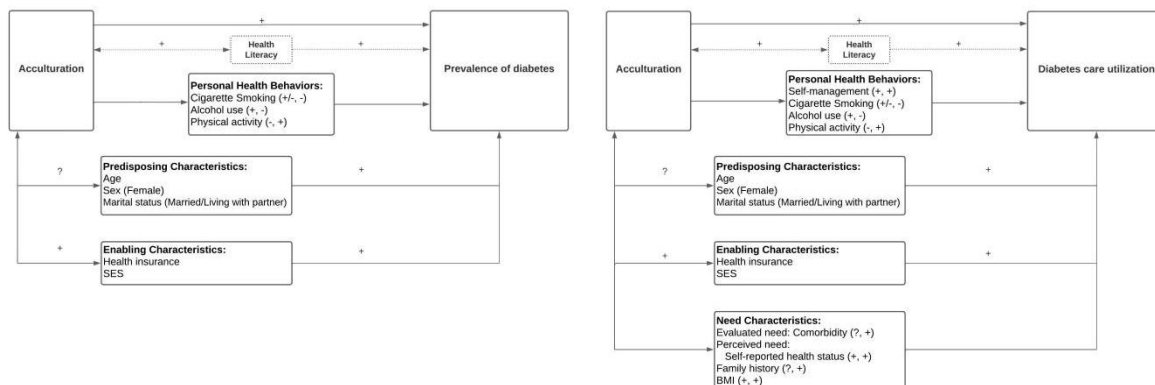 +
+
Health
Literacy
+
Acculturation
Prevalence of diabetes
Personal Health Behaviors:
Cigarette Smoking (+/-, -)
Alcohol use (+, -)
Physical activity (-, +)
?
Predisposing Characteristics:
Age
Sex (Female)
Marital status (Married/Living with partner)
+
+
Enabling Characteristics:
Health insurance
SES
+
+
+
Health
Literacy
+
Acculturation
Diabetes care utilization
Personal Health Behaviors:
Self-management (+, +)
Cigarette Smoking (+/-, -)
Alcohol use (+, -)
Physical activity (-, +)
?
Predisposing Characteristics:
Age
Sex (Female)
Marital status (Married/Living with partner)
+
+
Enabling Characteristics:
Health insurance
SES
+
Need Characteristics:
Evaluated need: Comorbidity (?, +)
Perceived need:
Self-reported health status (+, +)
Family history (?, +)
BMI (+, +)